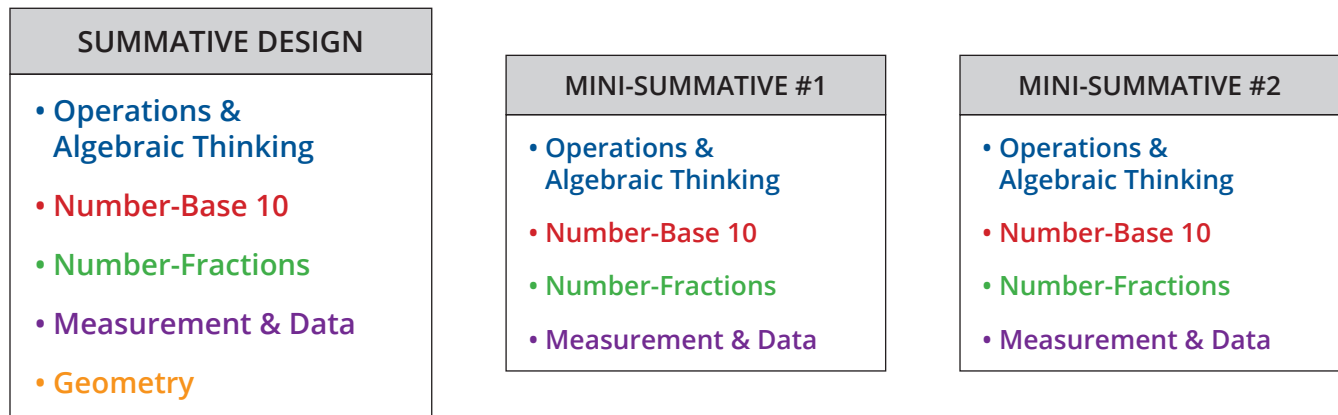 SUMMATIVE DESIGN
• Operations &
Algebraic Thinking
• Number-Base 10
• Number-Fractions
• Measurement & Data
• Geometry
MINI-SUMMATIVE #1
• Operations &
Algebraic Thinking
• Number-Base 10
• Number-Fractions
• Measurement & Data
MINI-SUMMATIVE #2
• Operations &
Algebraic Thinking
• Number-Base 10
• Number-Fractions
• Measurement & Data